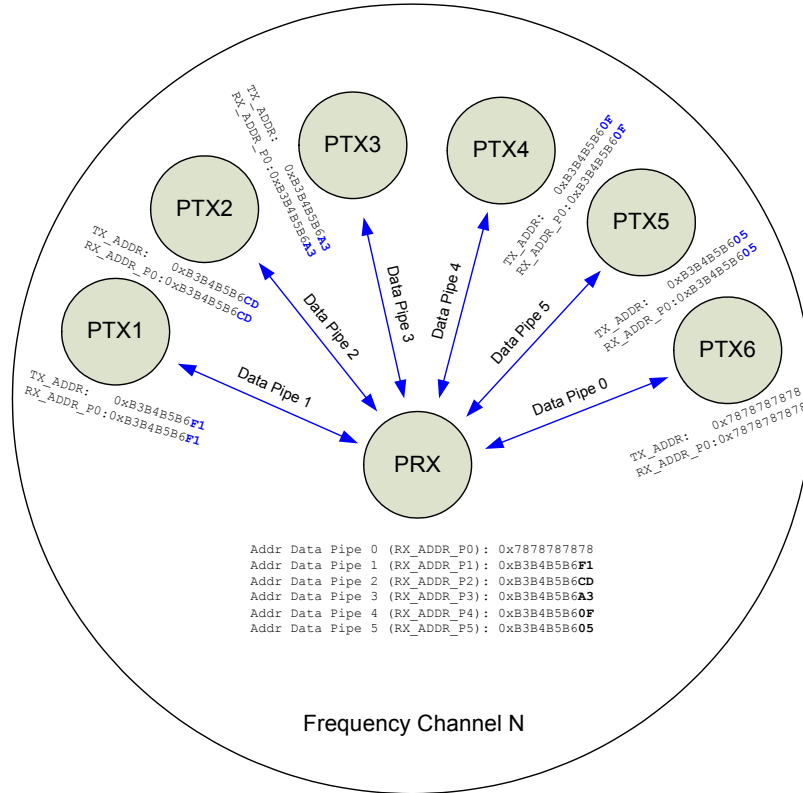 PTX3
PTX4
TX_ADDR: 0xB3B4B5B6A3
RX_ADDR_P0:0xB3B4B5B6A3
TX_ADDR: 0xB3B4B5B60F
RX_ADDR_P0:0xB3B4B5B60F
PTX2
PTX5
TX_ADDR: 0xB3B4B5B6CD
RX_ADDR_P0:0xB3B4B5B6CD
TX_ADDR: 0xB3B4B5B605
RX_ADDR_P0:0xB3B4B5B605
PTX1
PTX6
TX_ADDR: 0xB3B4B5B6F1
RX_ADDR_P0:0xB3B4B5B6F1
TX_ADDR: 0x7878787878
RX_ADDR_P0:0x7878787878
Data Pipe 1
Data Pipe 2
Data Pipe 3
Data Pipe 4
Data Pipe 5
Data Pipe 0
PRX
Addr Data Pipe 0 (RX_ADDR_P0): 0x7878787878
Addr Data Pipe 1 (RX_ADDR_P1): 0xB3B4B5B6F1
Addr Data Pipe 2 (RX_ADDR_P2): 0xB3B4B5B6CD
Addr Data Pipe 3 (RX_ADDR_P3): 0xB3B4B5B6A3
Addr Data Pipe 4 (RX_ADDR_P4): 0xB3B4B5B60F
Addr Data Pipe 5 (RX_ADDR_P5): 0xB3B4B5B605
Frequency Channel N